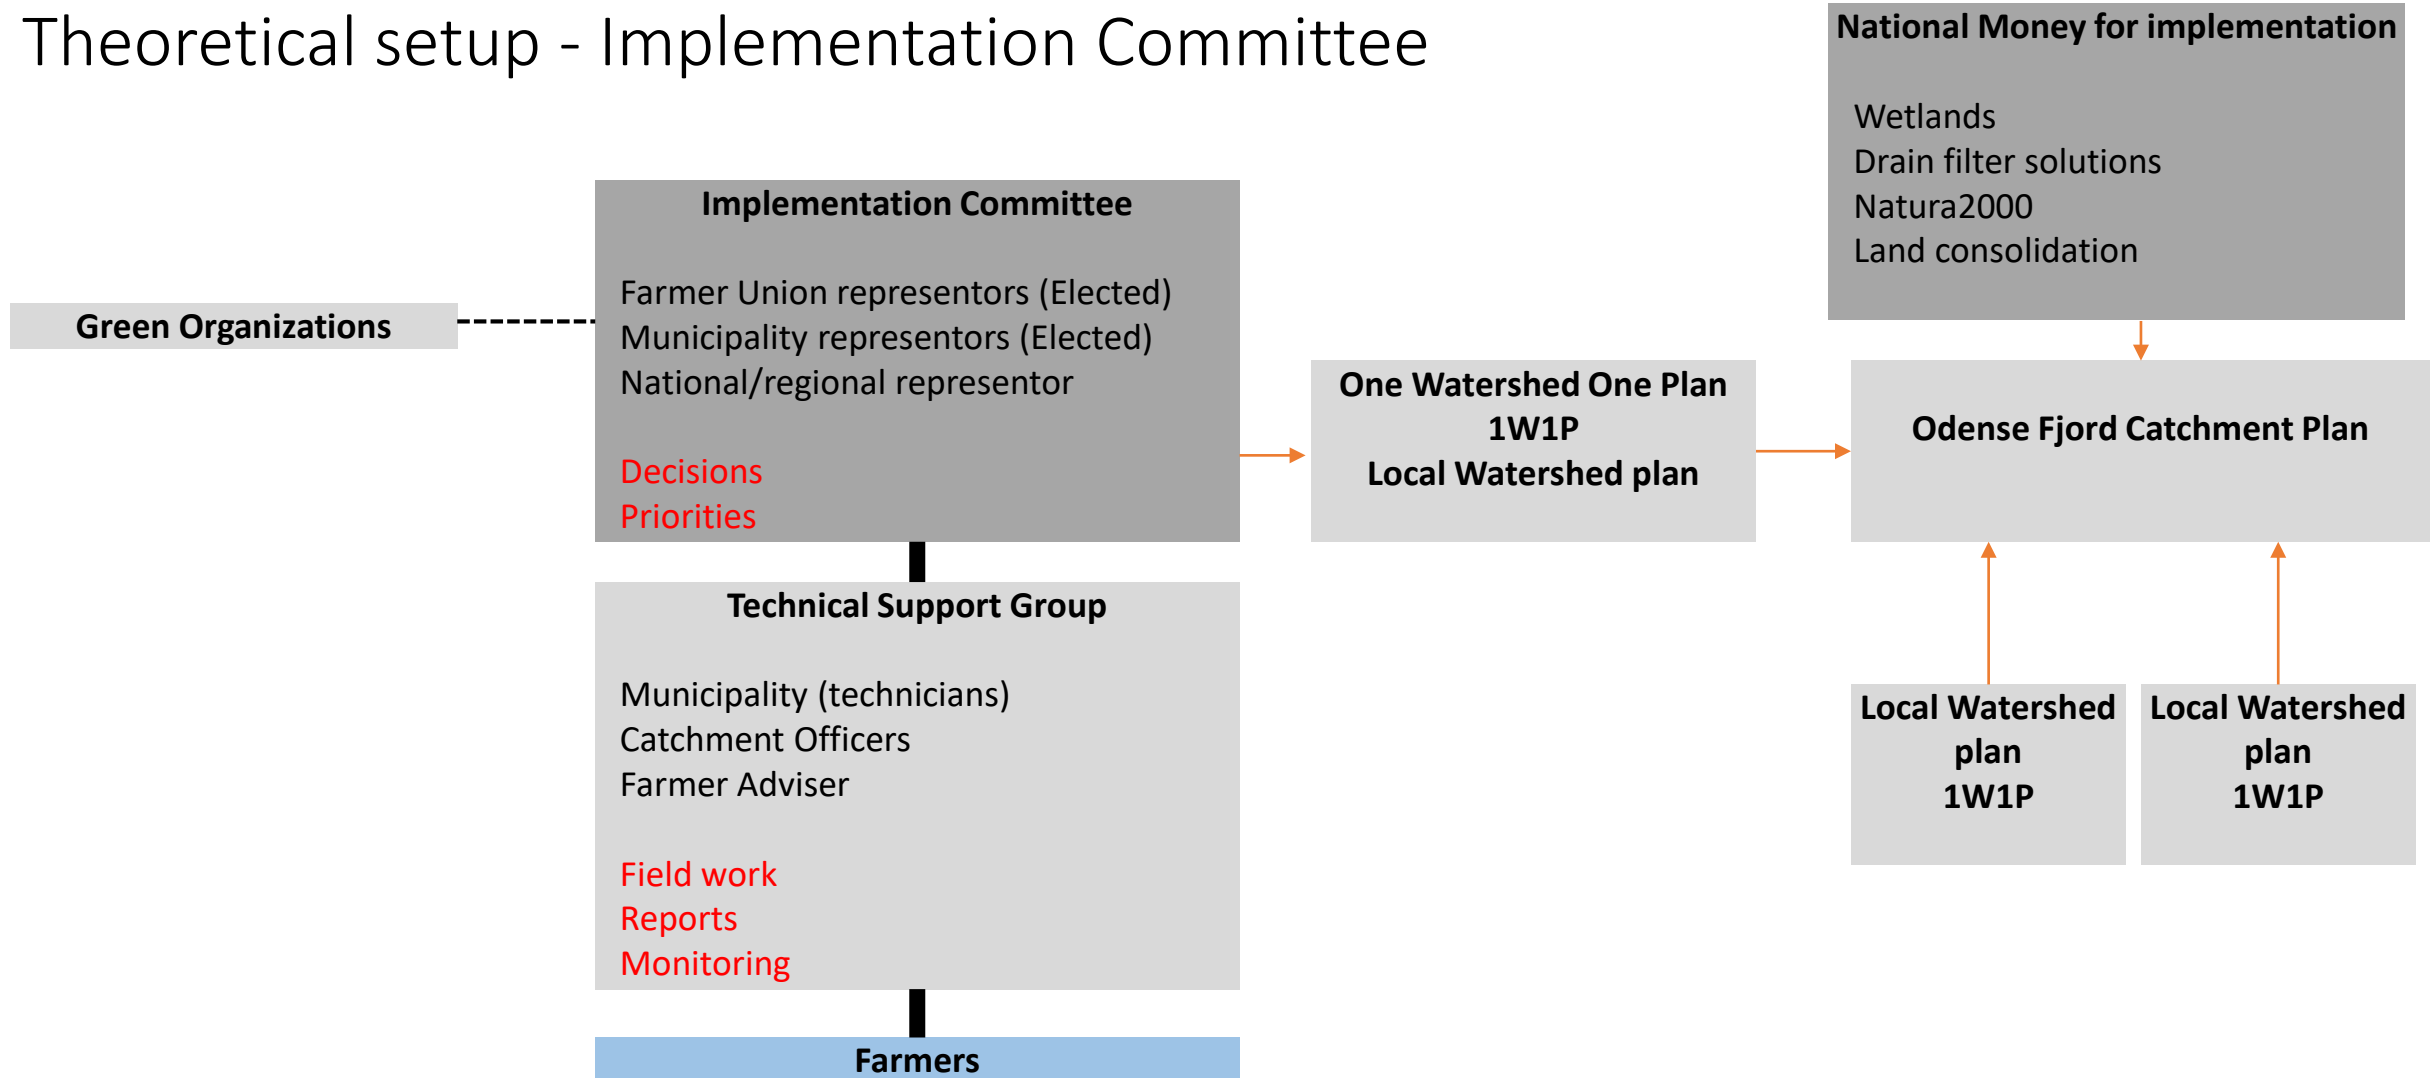 Theoretical setup - Implementation Committee
National Money for implementation
Wetlands
Drain filter solutions
Natura2000
Land consolidation
Implementation Committee
Farmer Union representors (Elected)
Municipality representors (Elected)
National/regional representor
Decisions
Priorities
Green Organizations
One Watershed One Plan
1W1P
Local Watershed plan
Odense Fjord Catchment Plan
Technical Support Group
Municipality (technicians)
Catchment Officers
Farmer Adviser
Field work
Reports
Monitoring
Local Watershed
plan
1W1P
Local Watershed
plan
1W1P
Farmers